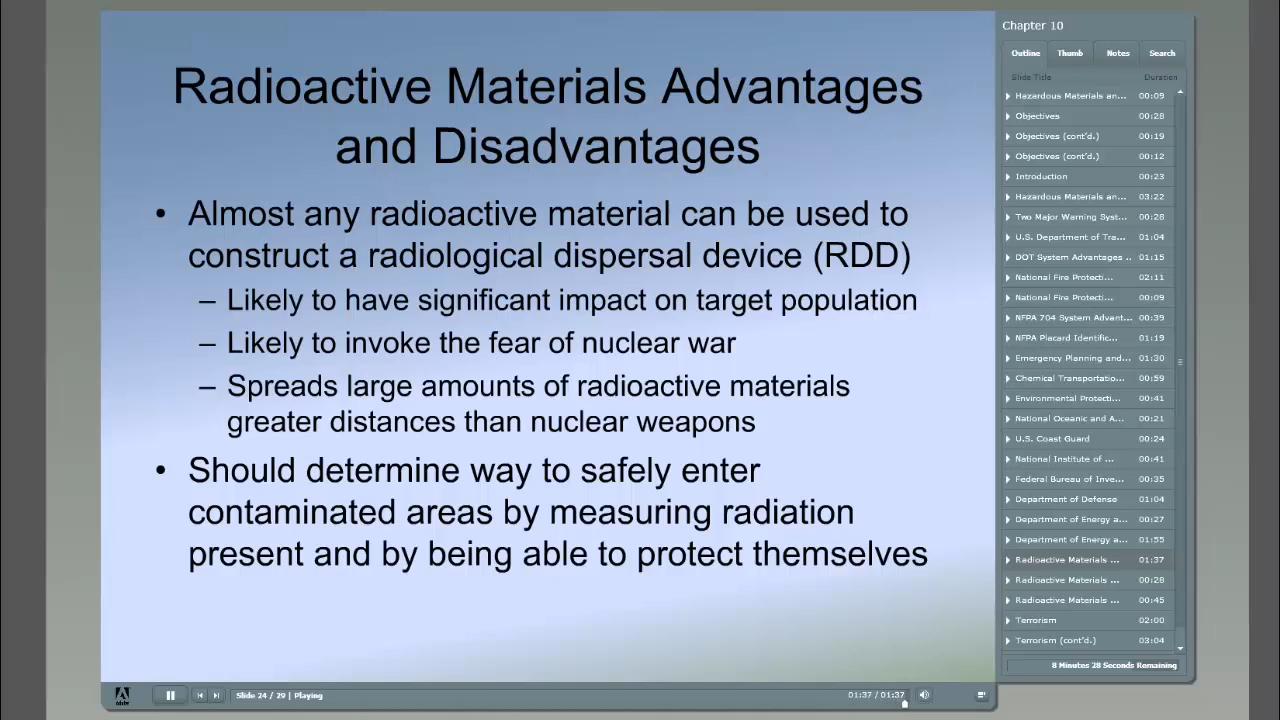 Radioactive Materials Advantages
and Disadvantages
• Almost any radioactive material can be used to
construct a radiological dispersal device (RDD)
– Likely to have significant impact on target population
– Likely to invoke the fear of nuclear war
– Spreads large amounts of radioactive materials
greater distances than nuclear weapons
• Should determine way to safely enter
contaminated areas by measuring radiation
present and by being able to protect themselves
Chapter 10
Outline Thumb Notes Search
Slide Title Duration
Hazardous Materials an... 00:09
Objectives 00:28
Objectives (cont'd.) 00:19
Objectives (cont'd.) 00:12
Introduction 00:23
Hazardous Materials an... 03:22
Two Major Warning Syst... 00:28
U.S. Department of Tra... 01:04
DOT System Advantages .. 01:15
National Fire Protecti... 02:11
National Fire Protecti... 00:09
NFPA 704 System Advant... 00:39
NFPA Placard Identific... 01:19
Emergency Planning and... 01:30
Chemical Transportatio... 00:59
Environmental Protecti... 00:41
National Oceanic and A... 00:21
U.S. Coast Guard 00:24
National Institute of ... 00:41
Federal Bureau of Inve... 00:35
Department of Defense 01:04
Department of Energy a... 00:27
Department of Energy a... 01:55
Radioactive Materials ... 01:37
Radioactive Materials ... 00:28
Radioactive Materials ... 00:45
Terrorism 02:00
Terrorism (cont'd.) 03:04
8 Minutes 28 Seconds Remaining
Adobe
Slide 24 / 29 | Playing
01:37 / 01:37